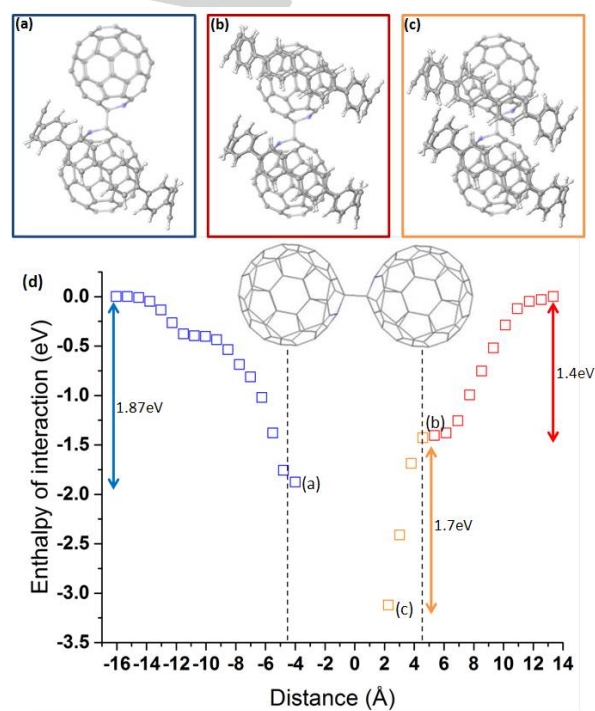 (a)
(b)
(c)
(d)
0.0
-0.5
-1.0
-1.5
-2.0
-2.5
-3.0
-3.5
Enthalpy of interaction (eV)
1.87eV
(a)
(b)
1.4eV
1.7eV
(c)
-16 -14 -12 -10 -8 -6 -4 -2 0 2 4 6 8 10 12 14
Distance (Å)